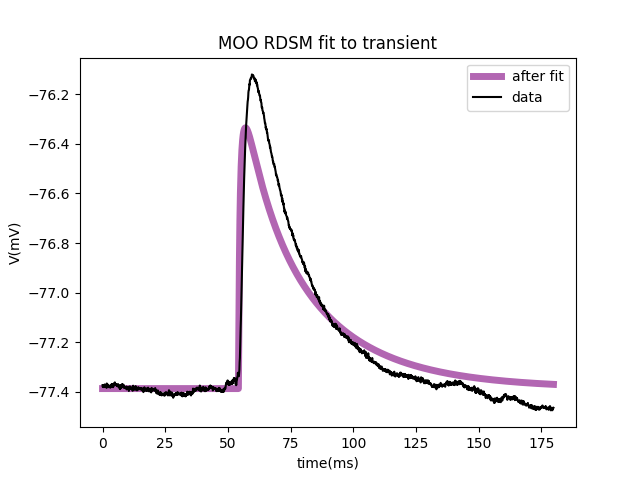 MOO RDSM fit to transient
after fit
data
−76.2
−76.4
−76.6
−76.8
−77.0
−77.2
−77.4
V(mV)
0 25 50 75 100 125 150 175
time(ms)